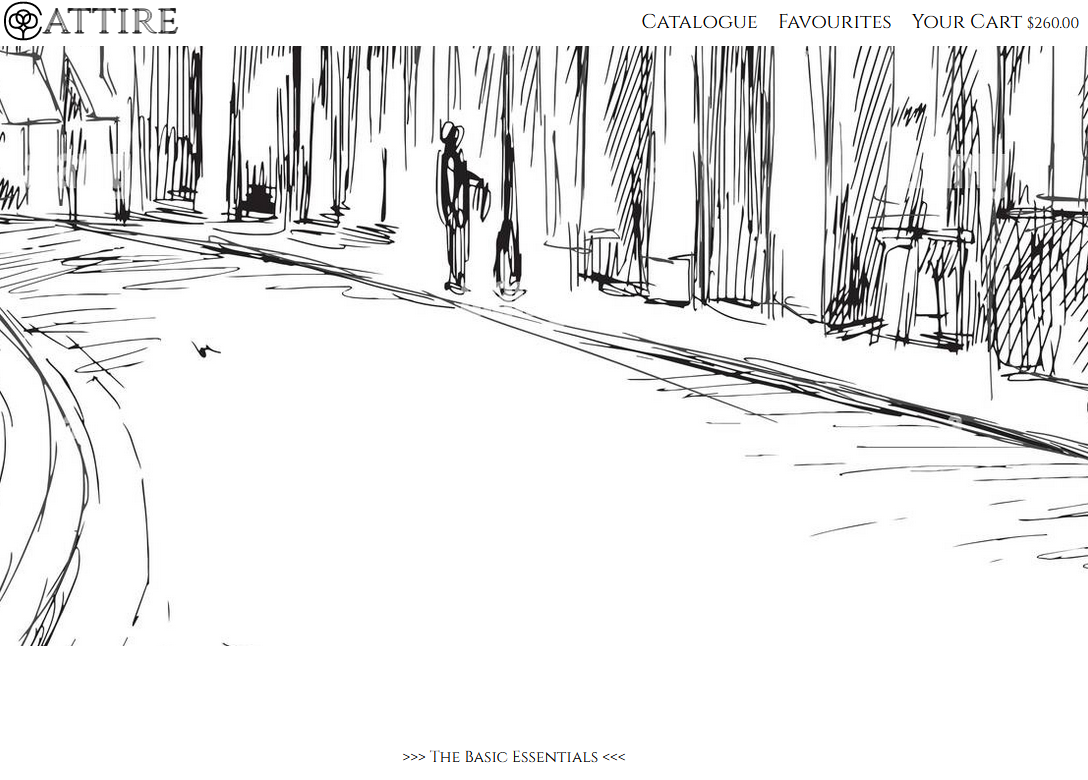 ATTIRE
CATALOGUE FAVOURITES YOUR CART $260.00
>>> THE BASIC ESSENTIALS <<<